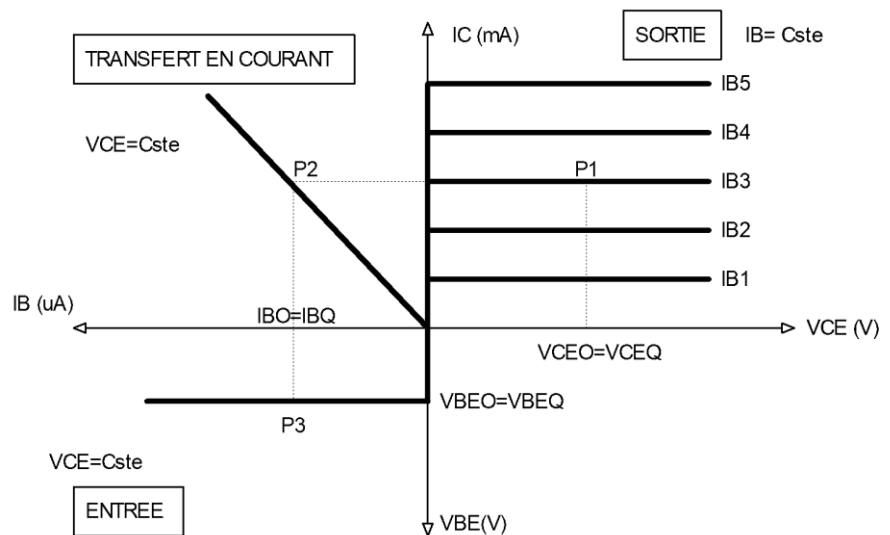 IC (mA)
SORTIE
IB= Cste
TRANSFERT EN COURANT
IB5
VCE=Cste
IB4
P2
P1
IB3
IB2
IB1
IB (uA)
IBO=IBQ
VCE (V)
VCEO=VCEQ
VBEO=VBEQ
P3
VCE=Cste
ENTREE
VBE(V)